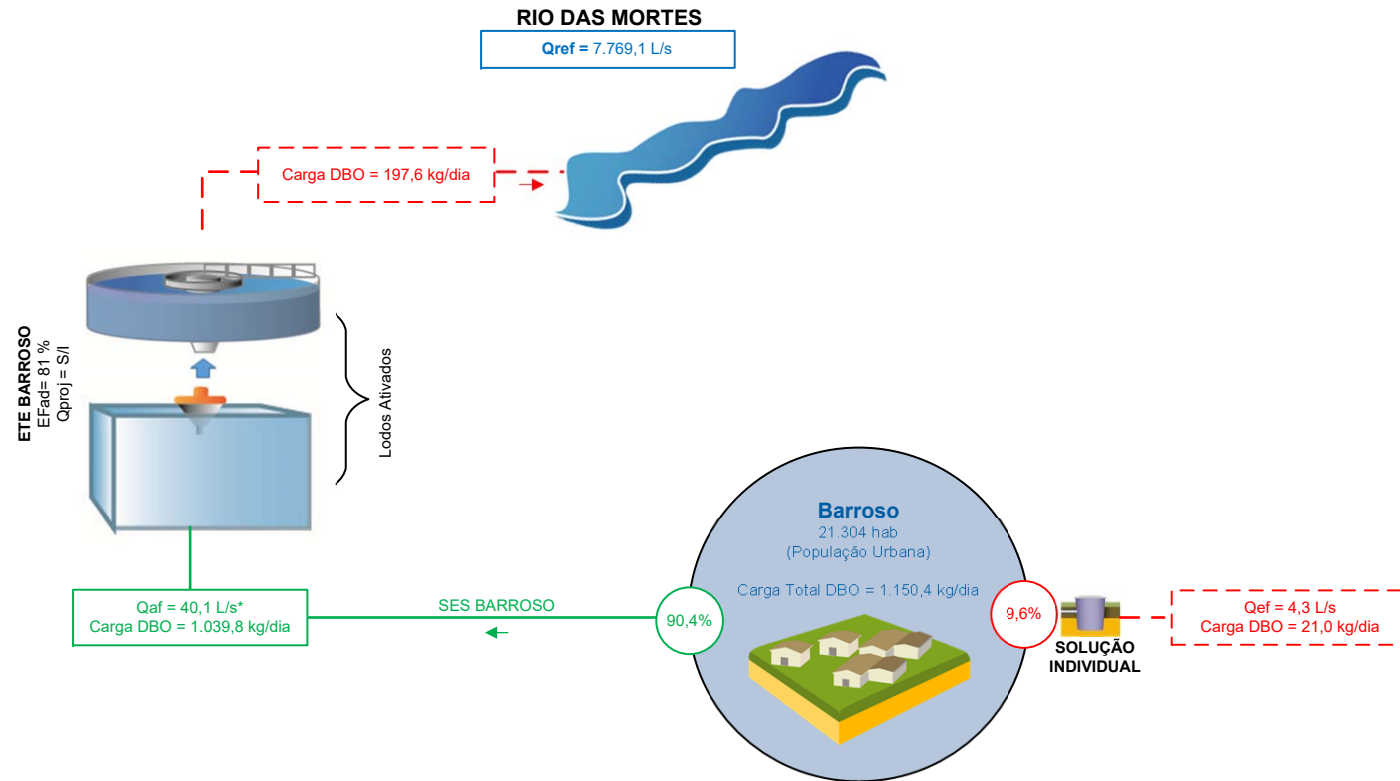 RIO DAS MORTES
Qref = 7.769,1 L/s
Carga DBO = 197,6 kg/dia
ETE BARROSO
EFad= 81 %
Qproj = S/I
Lodos Ativados
Barroso
21.304 hab
(População Urbana)
Carga Total DBO = 1.150,4 kg/dia
Qaf = 40,1 L/s*
Carga DBO = 1.039,8 kg/dia
SES BARROSO
90,4%
9,6%
SOLUÇÃO
INDIVIDUAL
Qef = 4,3 L/s
Carga DBO = 21,0 kg/dia